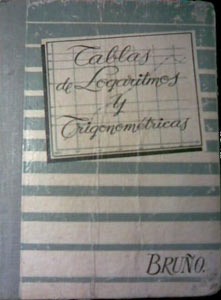 Tablas
de Logaritmos
y
Trigonométricas
BRUÑO.